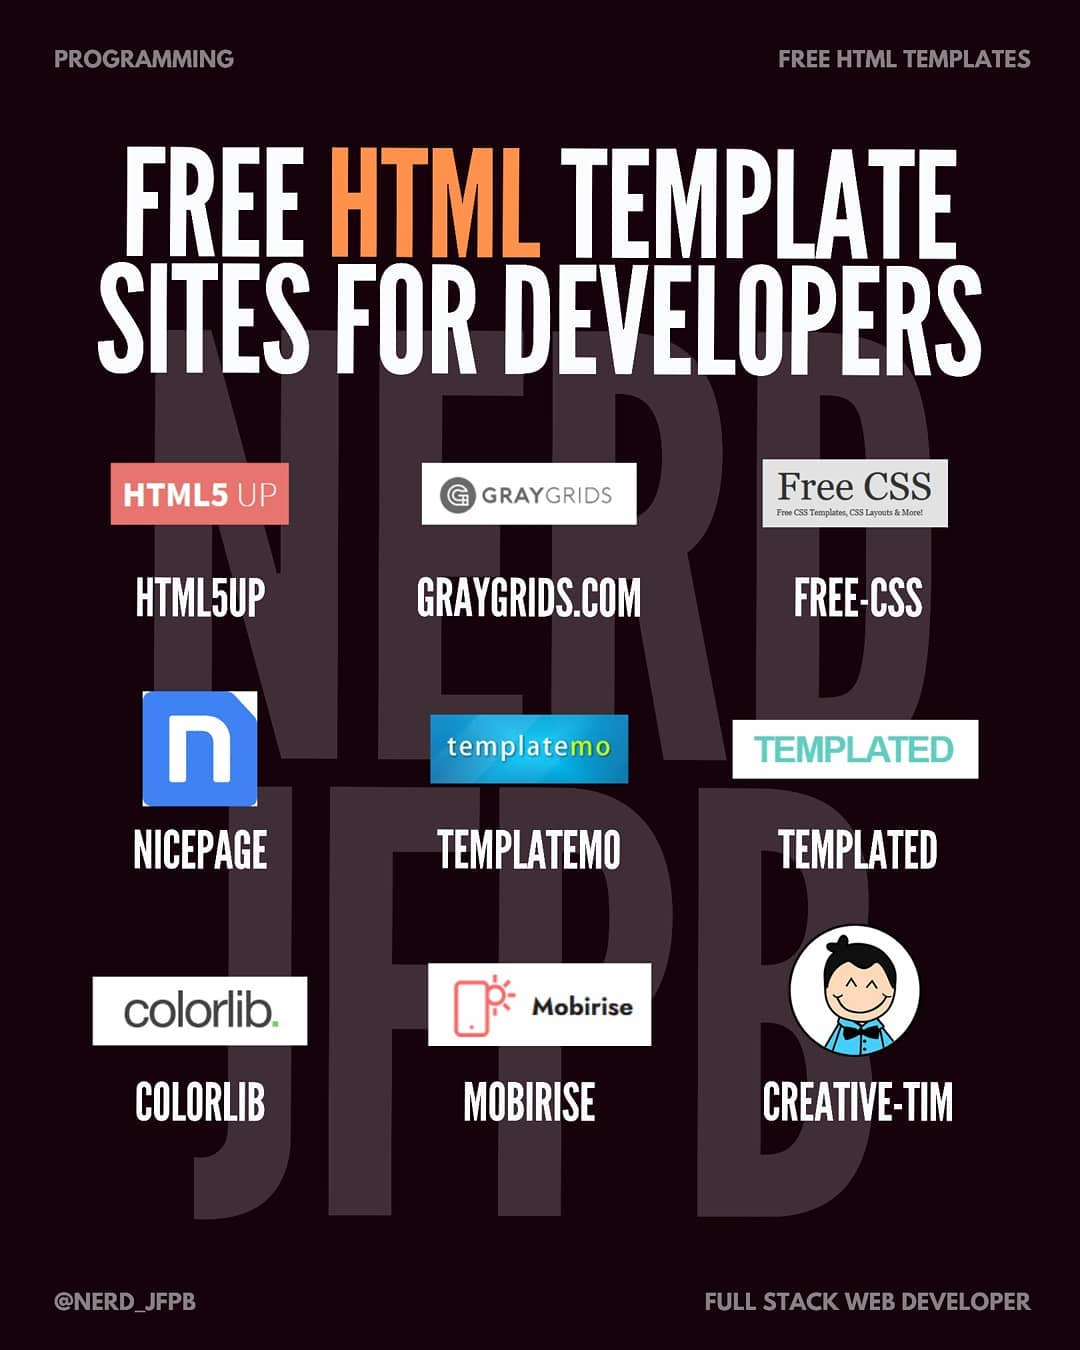 PROGRAMMING
FREE HTML TEMPLATES
FREE HTML TEMPLATE
SITES FOR DEVELOPERS
NERD
JFPB
HTML5 UP
GRAYGRIDS
Free CSS
Free CSS Templates, CSS Layouts & More!
HTML5UP
GRAYGRIDS.COM
FREE-CSS
n
templatemo
TEMPLATED
NICEPAGE
TEMPLATEMO
TEMPLATED
colorlib.
Mobirise
COLORLIB
MOBIRISE
CREATIVE-TIM
@NERD_JFPB
FULL STACK WEB DEVELOPER